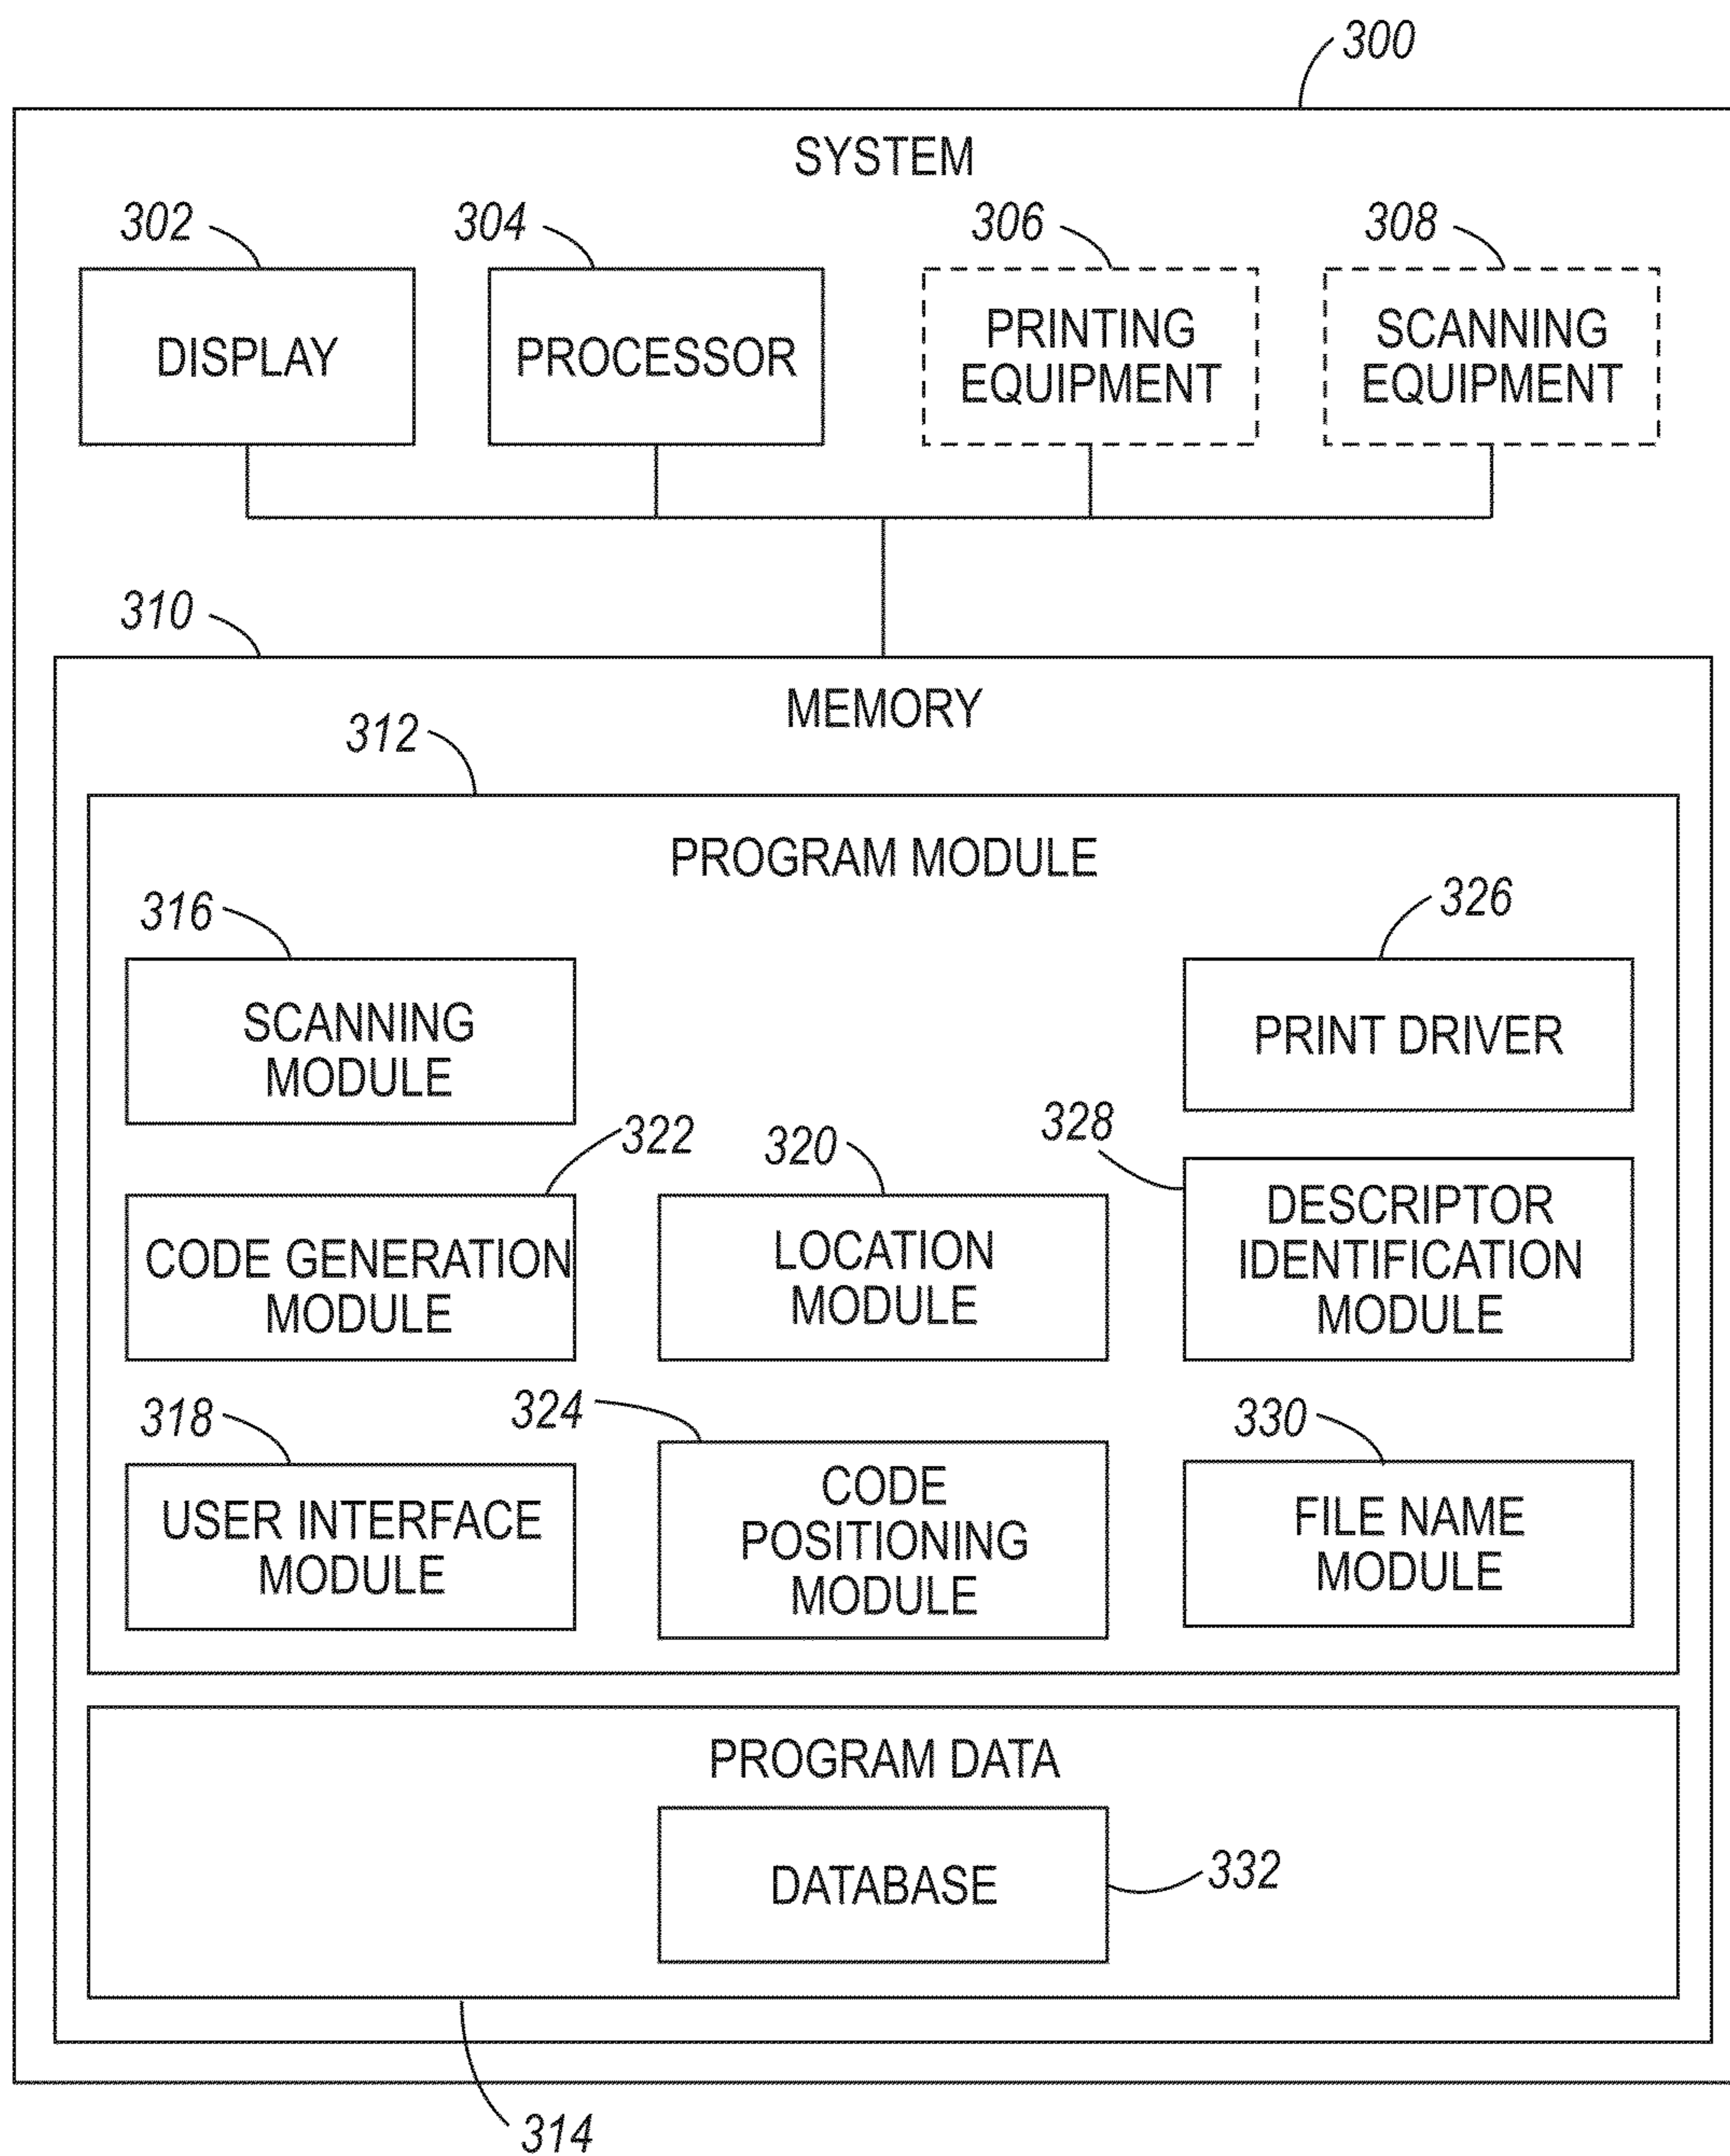 300
SYSTEM
302
304
306
308
DISPLAY
PROCESSOR
PRINTING
EQUIPMENT
SCANNING
EQUIPMENT
310
MEMORY
312
PROGRAM MODULE
316
326
SCANNING
MODULE
PRINT DRIVER
322
320
328
CODE GENERATION
MODULE
LOCATION
MODULE
DESCRIPTOR
IDENTIFICATION
MODULE
318
324
330
USER INTERFACE
MODULE
CODE
POSITIONING
MODULE
FILE NAME
MODULE
PROGRAM DATA
DATABASE
332
314